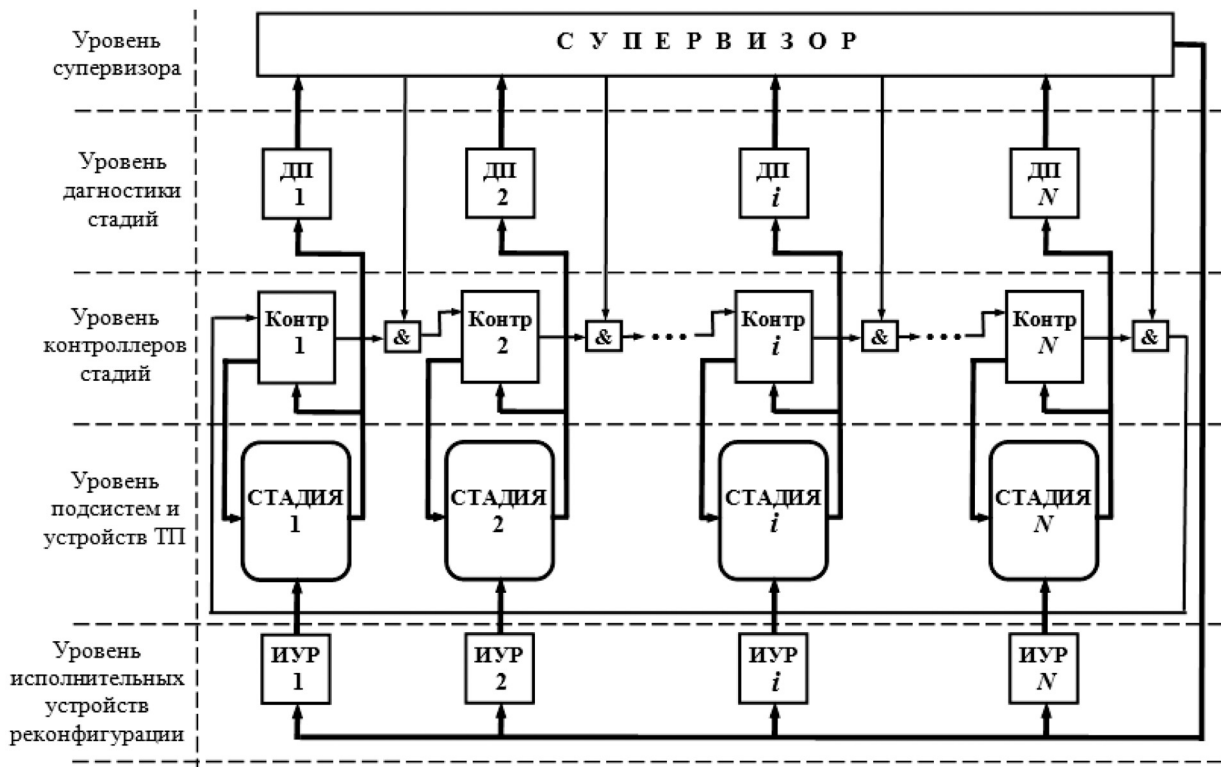 Уровень
супервизора
С У П Е Р В И З О Р
Уровень
дагностики
стадий
ДП
1
ДП
2
ДП
i
ДП
N
Уровень
контроллеров
стадий
Контр
1
&
Контр
2
&
Контр
i
&
Контр
N
&
Уровень
подсистем и
устройств ТП
СТАДИЯ
1
СТАДИЯ
2
СТАДИЯ
i
СТАДИЯ
N
Уровень
исполнительных
устройств
реконфигурации
ИУР
1
ИУР
2
ИУР
i
ИУР
N